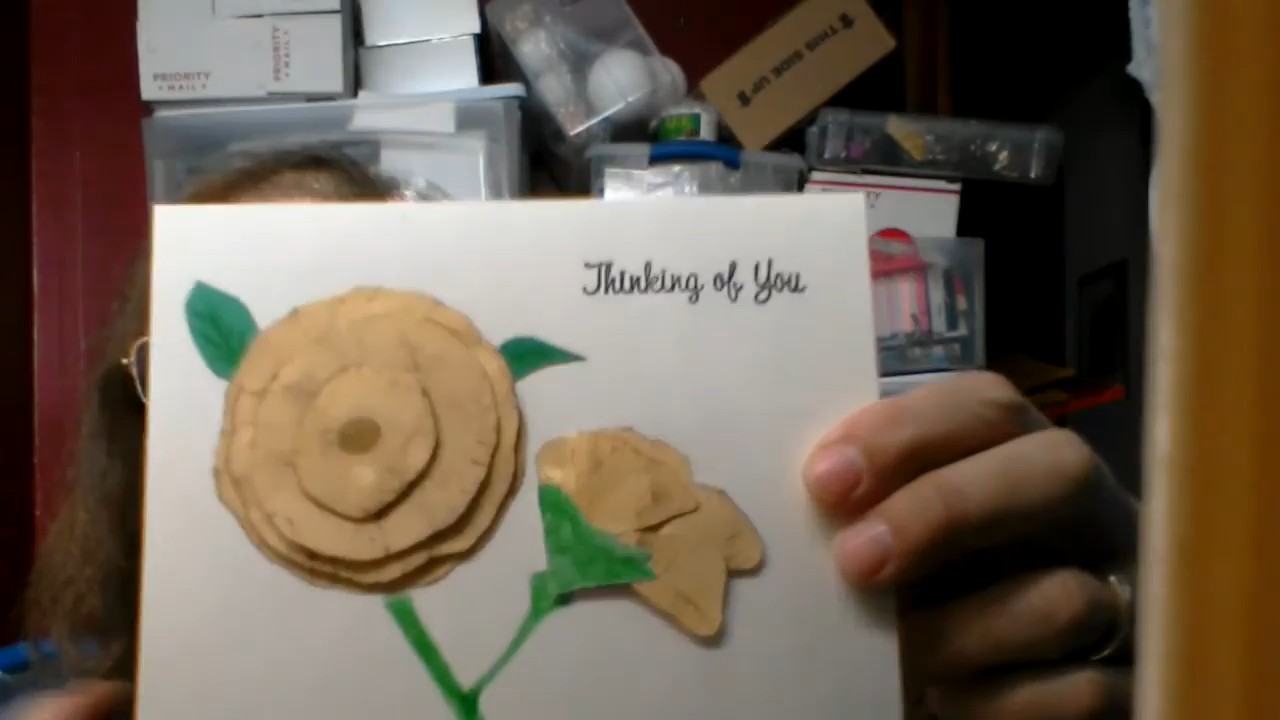 PRIORITY
MAIL
PRIORITY
MAIL
THIS SIDE UP
Thinking of You